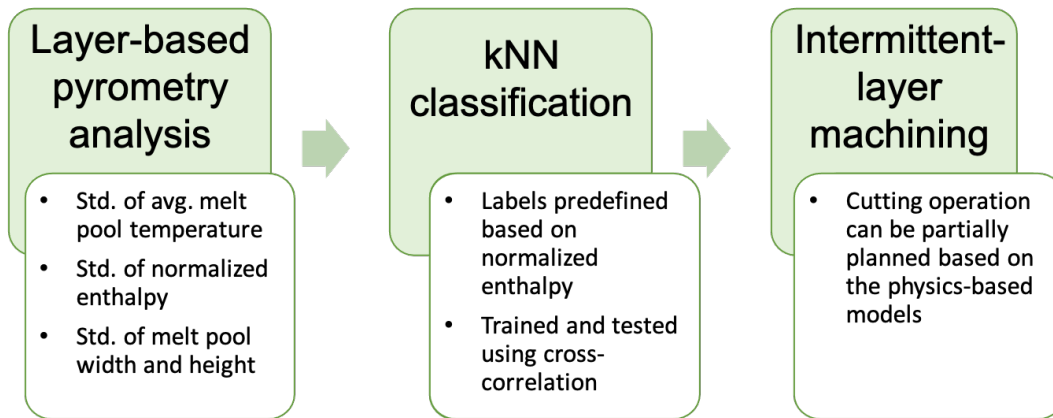 Layer-based
pyrometry
analysis
• Std. of avg. melt
pool temperature
• Std. of normalized
enthalpy
• Std. of melt pool
width and height
kNN
classification
• Labels predefined
based on
normalized
enthalpy
• Trained and tested
using cross-
correlation
Intermittent-
layer
machining
• Cutting operation
can be partially
planned based on
the physics-based
models